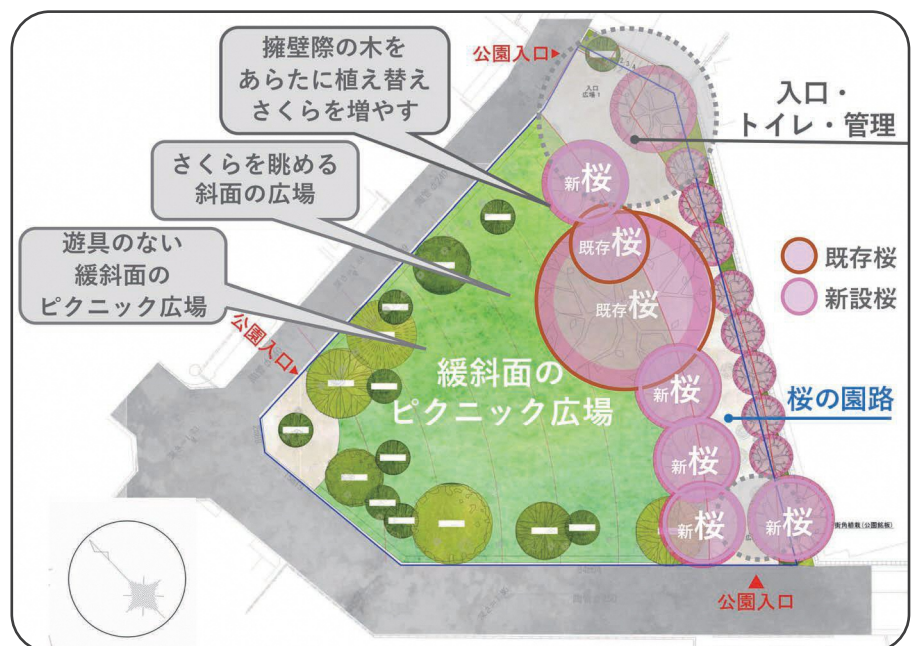 擁壁際の木を
あらたに植え替え
さくらを増やす
公園入口
入口
広場1
入口・
トイレ・管理
さくらを眺める
斜面の広場
新桜
遊具のない
緩斜面の
ピクニック広場
既存桜
既存桜
既存桜
新設桜
公園入口
緩斜面の
ピクニック広場
新桜
桜の園路
新桜
新桜
新桜
公園入口